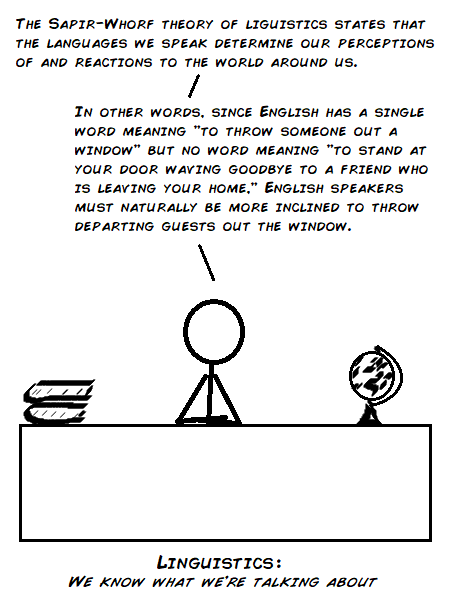 The Sapir-Whorf theory of liguistics states that
the languages we speak determine our perceptions
of and reactions to the world around us.
In other words, since English has a single
word meaning "to throw someone out a
window" but no word meaning "to stand at
your door waving goodbye to a friend who
is leaving your home," English speakers
must naturally be more inclined to throw
departing guests out the window.
Linguistics:
We know what we're talking about